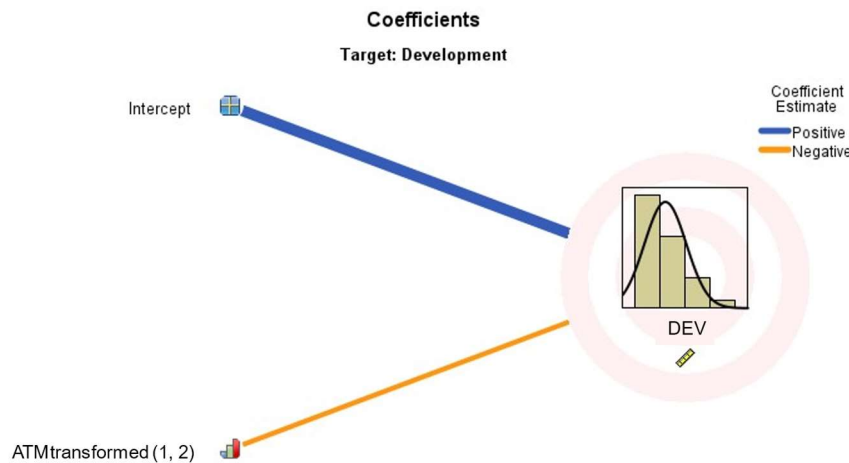 Coefficients
Target: Development
Intercept
Coefficient
Estimate
Positive
Negative
DEV
ATMtransformed (1, 2)